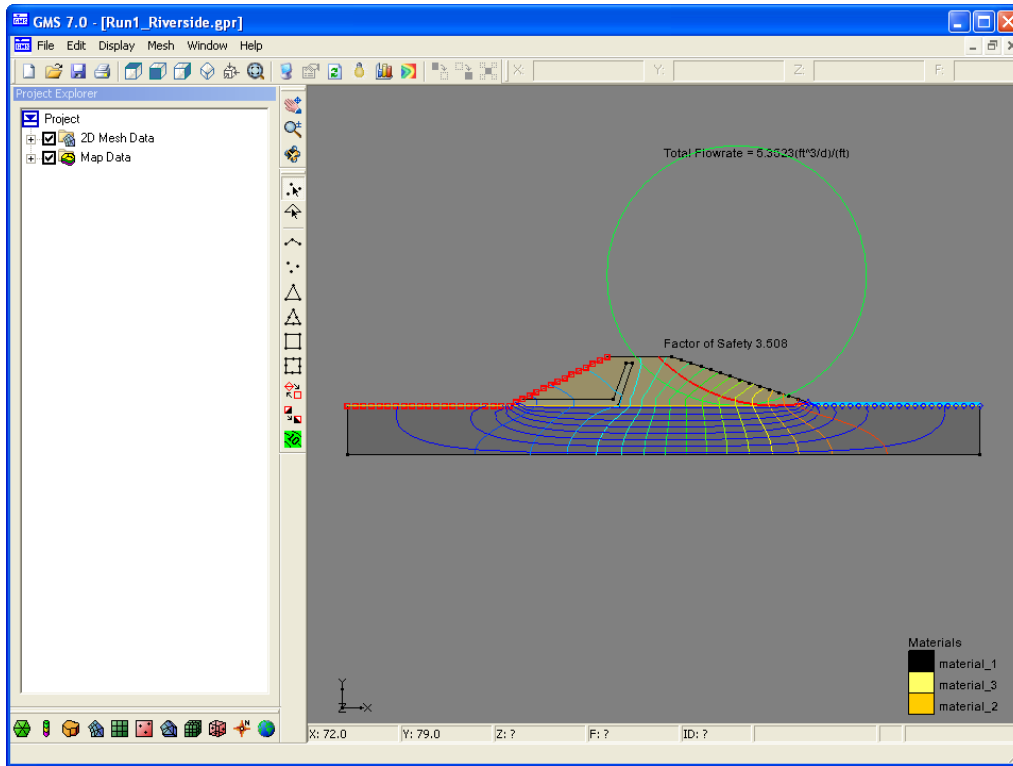 GMS 7.0 - [Run1_Riverside.gpr]
File Edit Display Mesh Window Help
X: Y: Z: F:
Project Explorer
Project
2D Mesh Data
Map Data
Total Flowrate = 5.3523(ft^3/d)/(ft)
Factor of Safety 3.508
Materials
material_1
material_3
material_2
Y
Z X
X: 72.0 Y: 79.0 Z: ? F: ? ID: ?